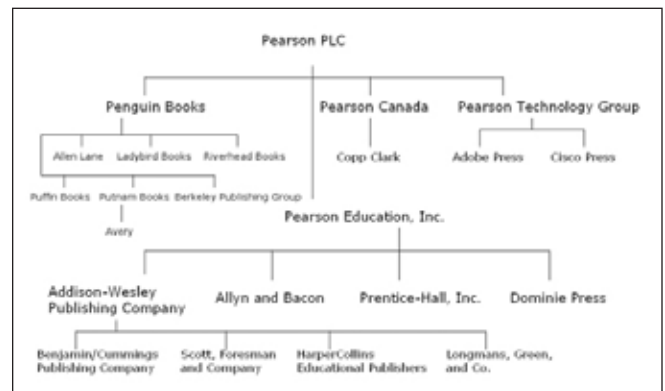 Pearson PLC
Penguin Books Pearson Canada Pearson Technology Group
Allen Lane Ladybird Books Riverhead Books Copp Clark Adobe Press Cisco Press
Puffin Books Putnam Books Berkeley Publishing Group
Avery
Pearson Education, Inc.
Addison-Wesley
Publishing Company
Allyn and Bacon Prentice-Hall, Inc. Dominie Press
Benjamin/Cummings
Publishing Company
Scott, Foresman
and Company
HarperCollins
Educational Publishers
Longmans, Green,
and Co.